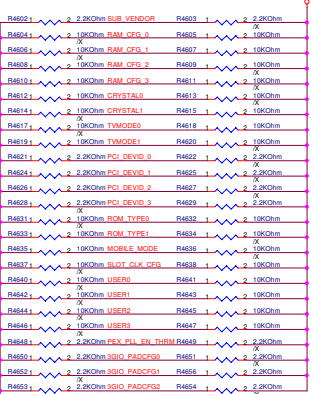 R4602 1 2 2.2KOhm SUB_VENDOR R4603 1 2 2.2KOhm
/X
R4604 1 2 10KOhm RAM_CFG_0 R4605 1 2 10KOhm
/X /X
R4606 1 2 10KOhm RAM_CFG_1 R4607 1 2 10KOhm
/X /X
R4608 1 2 10KOhm RAM_CFG_2 R4609 1 2 10KOhm
/X /X
R4610 1 2 10KOhm RAM_CFG_3 R4611 1 2 10KOhm
/X /X
R4612 1 2 10KOhm CRYSTAL0 R4613 1 2 10KOhm
/X /X
R4614 1 2 10KOhm CRYSTAL1 R4615 1 2 10KOhm
/X /X
R4617 1 2 10KOhm TVMODE0 R4618 1 2 10KOhm
/X /X
R4619 1 2 10KOhm TVMODE1 R4620 1 2 10KOhm
/X /X
R4621 1 2 2.2KOhm PCI_DEVID_0 R4622 1 2 2.2KOhm
/X
R4624 1 2 2.2KOhm PCI_DEVID_1 R4625 1 2 2.2KOhm
/X
R4626 1 2 2.2KOhm PCI_DEVID_2 R4627 1 2 2.2KOhm
/X
R4628 1 2 2.2KOhm PCI_DEVID_3 R4629 1 2 2.2KOhm
/X
R4631 1 2 10KOhm ROM_TYPE0 R4632 1 2 10KOhm
/X /X
R4633 1 2 10KOhm ROM_TYPE1 R4634 1 2 10KOhm
/X /X
R4635 1 2 10KOhm MOBILE_MODE R4636 1 2 10KOhm
/X /X
R4637 1 2 10KOhm SLOT_CLK_CFG R4638 1 2 10KOhm
/X
R4640 1 2 10KOhm USER0 R4641 1 2 10KOhm
/X /X
R4642 1 2 10KOhm USER1 R4643 1 2 10KOhm
/X /X
R4644 1 2 10KOhm USER2 R4645 1 2 10KOhm
/X /X
R4646 1 2 10KOhm USER3 R4647 1 2 10KOhm
/X /X
R4648 1 2 2.2KOhm PEX_PLL_EN_THRM R4649 1 2 2.2KOhm
/X
R4650 1 2 2.2KOhm 3GIO_PADCFG0 R4651 1 2 2.2KOhm
/X
R4652 1 2 2.2KOhm 3GIO_PADCFG1 R4656 1 2 2.2KOhm
/X
R4653 1 2 2.2KOhm 3GIO_PADCFG2 R4654 1 2 2.2KOhm
/X